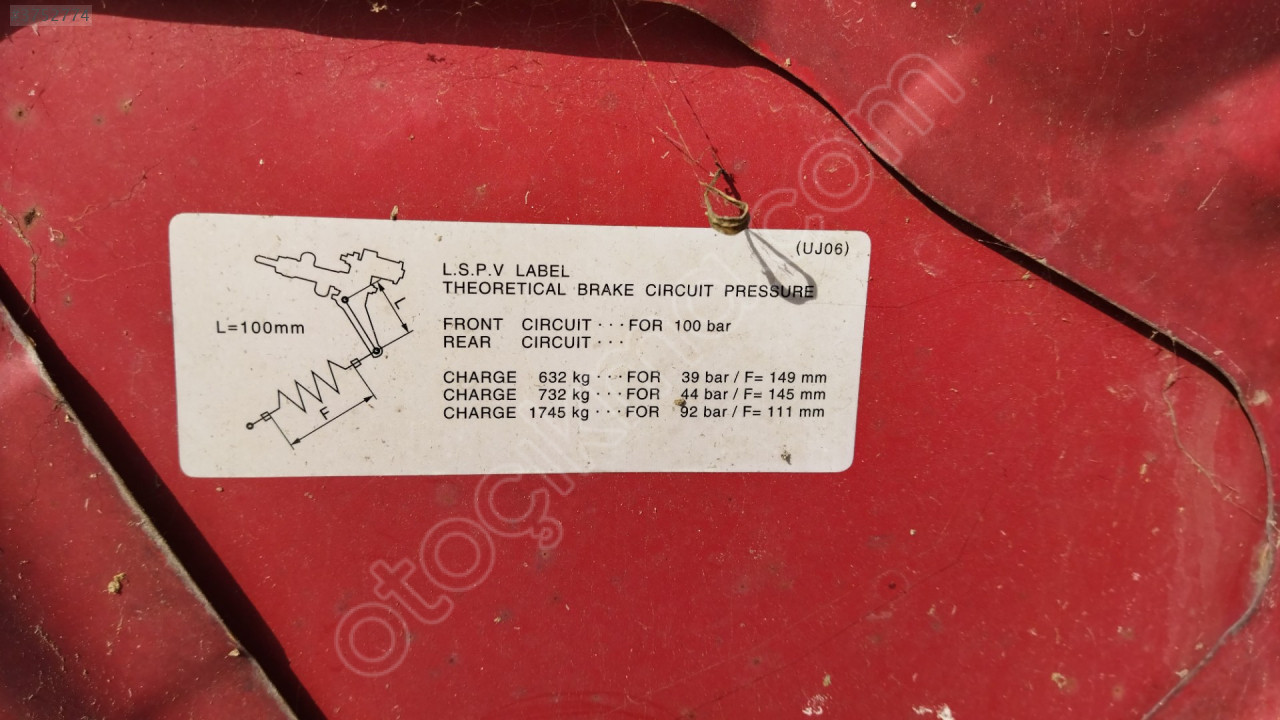 (UJ06)
L.S.P.V LABEL
THEORETICAL BRAKE CIRCUIT PRESSURE
L=100mm
L
F
FRONT CIRCUIT ··· FOR 100 bar
REAR CIRCUIT ···
CHARGE 632 kg ··· FOR 39 bar / F= 149 mm
CHARGE 732 kg ··· FOR 44 bar / F= 145 mm
CHARGE 1745 kg ··· FOR 92 bar / F= 111 mm